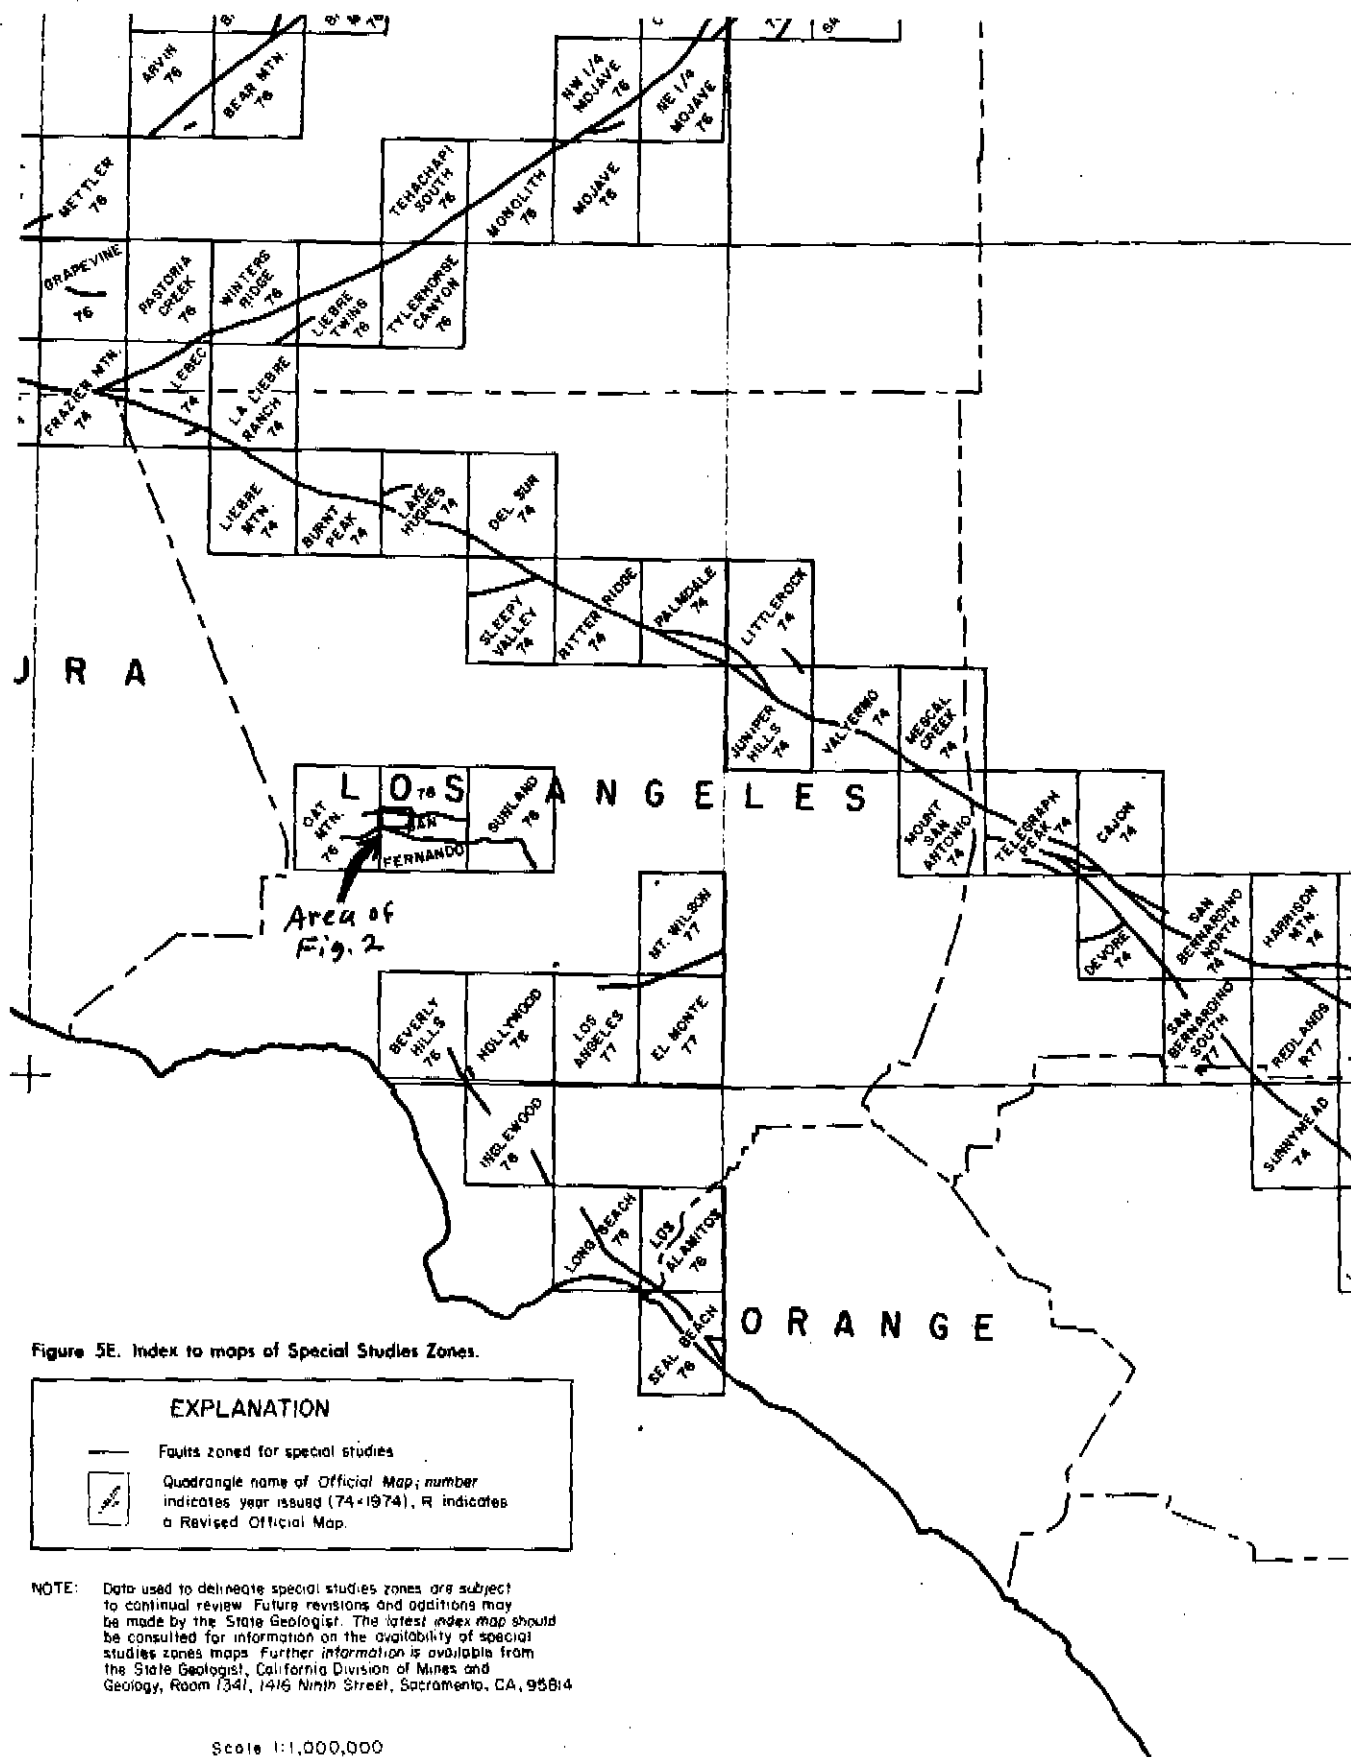 ARVIN
76
BEAR MTN.
76
NW 1/4
MOJAVE
76
NE 1/4
MOJAVE
76
METTLER
76
TEHACHAPI
SOUTH
76
MONOLITH
76
MOJAVE
76
GRAPEVINE
76
PASTORIA
CREEK
76
WINTERS
RIDGE
76
LIEBRE
TWINS
76
TYLERHORSE
CANYON
76
FRAZIER MTN.
74
LEBEC
74
LA LIEBRE
RANCH
74
LIEBRE
MTN.
74
BURNT
PEAK
74
LAKE
HUGHES
74
DEL SUR
74
SLEEPY
VALLEY
74
RITTER RIDGE
74
PALMDALE
74
LITTLEROCK
74
URA
JUNIPER
HILLS
74
VALYERMO
74
MESCAL
CREEK
74
LOS ANGELES
OAT
MTN.
76
76
SAN
FERNANDO
SUNLAND
76
MOUNT
SAN
ANTONIO
74
TELEGRAPH
PEAK
74
CAJON
74
Area of
Fig. 2
MT. WILSON
77
DEVORE
74
SAN
BERNARDINO
NORTH
74
HARRISON
MTN.
74
BEVERLY
HILLS
76
HOLLYWOOD
76
LOS
ANGELES
77
EL MONTE
77
SAN
BERNARDINO
SOUTH
R77
REDLANDS
R77
INGLEWOOD
76
SUNNYMEAD
74
LONG BEACH
76
LOS
ALAMITOS
76
SEAL BEACH
76
ORANGE
Figure 5E. Index to maps of Special Studies Zones.
EXPLANATION
Faults zoned for special studies
Quadrangle name of Official Map; number
indicates year issued (74=1974), R indicates
a Revised Official Map.
NOTE: Data used to delineate special studies zones are subject
to continual review. Future revisions and additions may
be made by the State Geologist. The latest index map should
be consulted for information on the availability of special
studies zones maps. Further information is available from
the State Geologist, California Division of Mines and
Geology, Room 1341, 1416 Ninth Street, Sacramento, CA, 95814
Scale 1:1,000,000